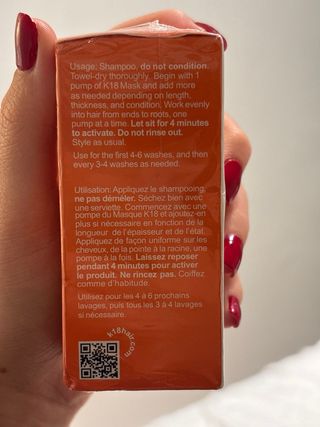 Usage: Shampoo, do not condition.
Towel-dry thoroughly. Begin with 1
pump of K18 Mask and add more
as needed depending on length,
thickness, and condition. Work evenly
into hair from ends to roots, one
pump at a time. Let sit for 4 minutes
to activate. Do not rinse out.
Style as usual.
Use for the first 4-6 washes, and then
every 3-4 washes as needed.
Utilisation: Appliquez le shampooing,
ne pas démêler. Séchez bien avec
une serviette. Commencez avec une
pompe du Masque K18 et ajoutez-en
plus si nécessaire en fonction de la
longueur de l'épaisseur et de l'état.
Appliquez de façon uniforme sur les
cheveux, de la pointe à la racine, une
pompe à la fois. Laissez reposer
pendant 4 minutes pour activer
le produit. Ne rincez pas. Coiffez
comme d'habitude.
Utilisez pour les 4 à 6 prochains
lavages, puis tous les 3 à 4 lavages
si nécessaire.
k18hair.com